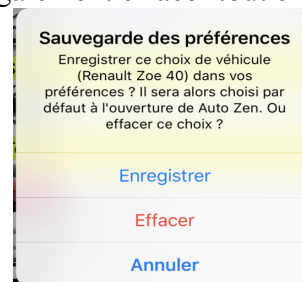 Sauvegarde des préférences
Enregistrer ce choix de véhicule
(Renault Zoe 40) dans vos
préférences ? Il sera alors choisi par
défaut à l'ouverture de Auto Zen. Ou
effacer ce choix ?
Enregistrer
Effacer
Annuler